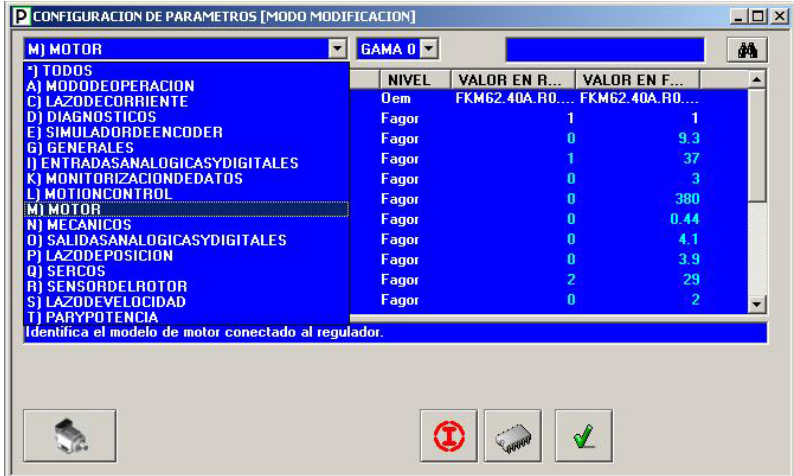 P CONFIGURACION DE PARAMETROS [MODO MODIFICACION]
M) MOTOR GAMA 0
*) TODOS
A) MODODEOPERACION
C) LAZODECORRIENTE
D) DIAGNOSTICOS
E) SIMULADORDEENCODER
G) GENERALES
I) ENTRADASANALOGICASYDIGITALES
K) MONITORIZACIONDEDATOS
L) MOTIONCONTROL
M) MOTOR
N) MECANICOS
O) SALIDASANALOGICASYDIGITALES
P) LAZODEPOSICION
Q) SERCOS
R) SENSORDELROTOR
S) LAZODEVELOCIDAD
T) PARYPOTENCIA
NIVEL VALOR EN R... VALOR EN F...
Oem FKM62.40A.R0.... FKM62.40A.R0....
Fagor 1 1
Fagor 0 9.3
Fagor 1 37
Fagor 0 3
Fagor 0 380
Fagor 0 0.44
Fagor 0 4.1
Fagor 0 3.9
Fagor 2 29
Fagor 0 2
Identifica el modelo de motor conectado al regulador.